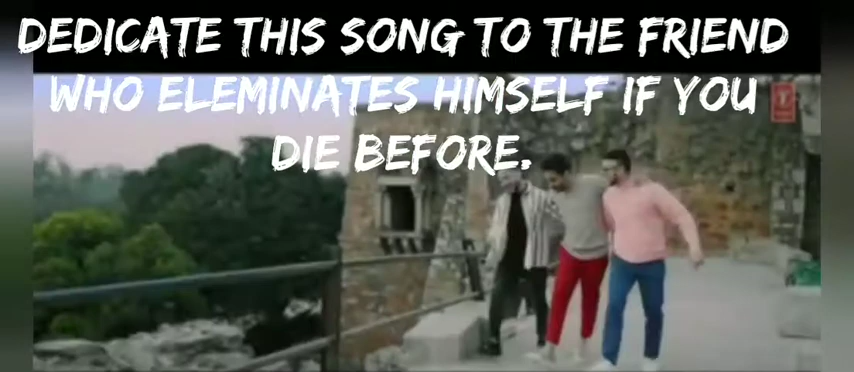 DEDICATE THIS SONG TO THE FRIEND
WHO ELEMINATES HIMSELF IF YOU
DIE BEFORE.